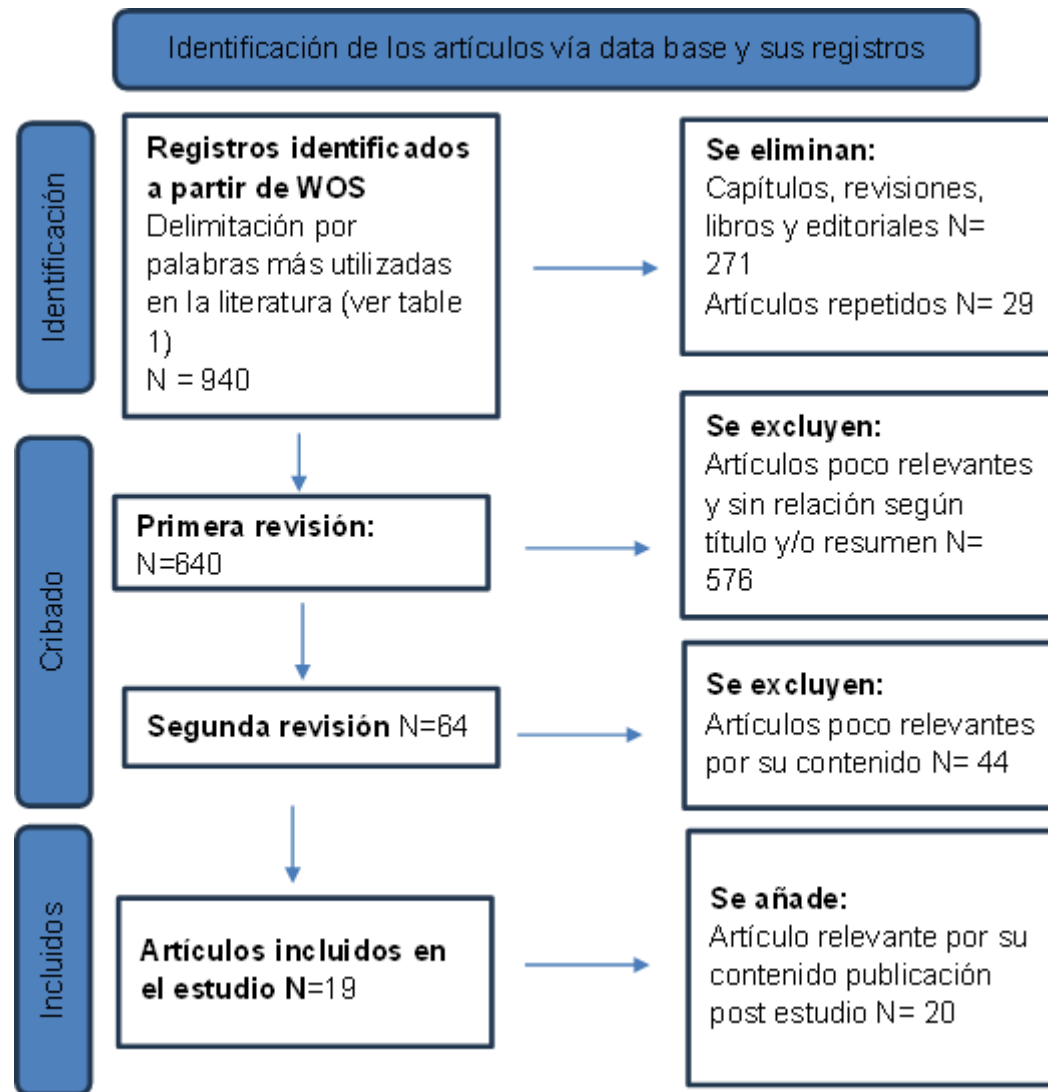 Identificación de los artículos vía data base y sus registros
Identificación
Registros identificados
a partir de WOS
Delimitación por
palabras más utilizadas
en la literatura (ver table
1)
N = 940
Se eliminan:
Capítulos, revisiones,
libros y editoriales N=
271
Artículos repetidos N= 29
Cribado
Primera revisión:
N=640
Se excluyen:
Artículos poco relevantes
y sin relación según
título y/o resumen N=
576
Segunda revisión N=64
Se excluyen:
Artículos poco relevantes
por su contenido N= 44
Incluidos
Artículos incluidos en
el estudio N=19
Se añade:
Artículo relevante por su
contenido publicación
post estudio N= 20